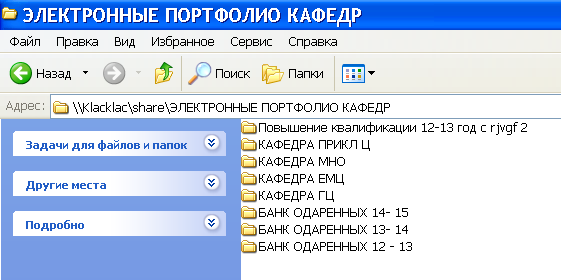 ЭЛЕКТРОННЫЕ ПОРТФОЛИО КАФЕДР
Файл Правка Вид Избранное Сервис Справка
Назад Поиск Папки
Адрес: \\Klacklac\share\ЭЛЕКТРОННЫЕ ПОРТФОЛИО КАФЕДР
Задачи для файлов и папок
Другие места
Подробно
Повышение квалификации 12-13 год с rjvgf 2
КАФЕДРА ПРИКЛ Ц
КАФЕДРА МНО
КАФЕДРА ЕМЦ
КАФЕДРА ГЦ
БАНК ОДАРЕННЫХ 14- 15
БАНК ОДАРЕННЫХ 13- 14
БАНК ОДАРЕННЫХ 12 - 13